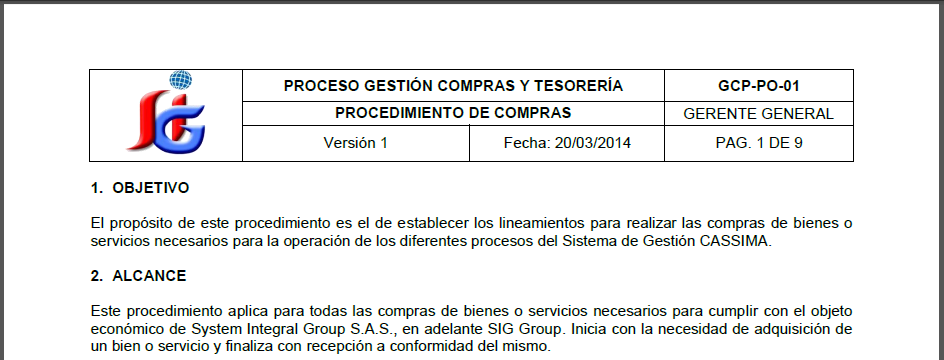 SIG
PROCESO GESTIÓN COMPRAS Y TESORERÍA
GCP-PO-01
PROCEDIMIENTO DE COMPRAS
GERENTE GENERAL
Versión 1
Fecha: 20/03/2014
PAG. 1 DE 9
1. OBJETIVO
El propósito de este procedimiento es el de establecer los lineamientos para realizar las compras de bienes o
servicios necesarios para la operación de los diferentes procesos del Sistema de Gestión CASSIMA.
2. ALCANCE
Este procedimiento aplica para todas las compras de bienes o servicios necesarios para cumplir con el objeto
económico de System Integral Group S.A.S., en adelante SIG Group. Inicia con la necesidad de adquisición de
un bien o servicio y finaliza con recepción a conformidad del mismo.